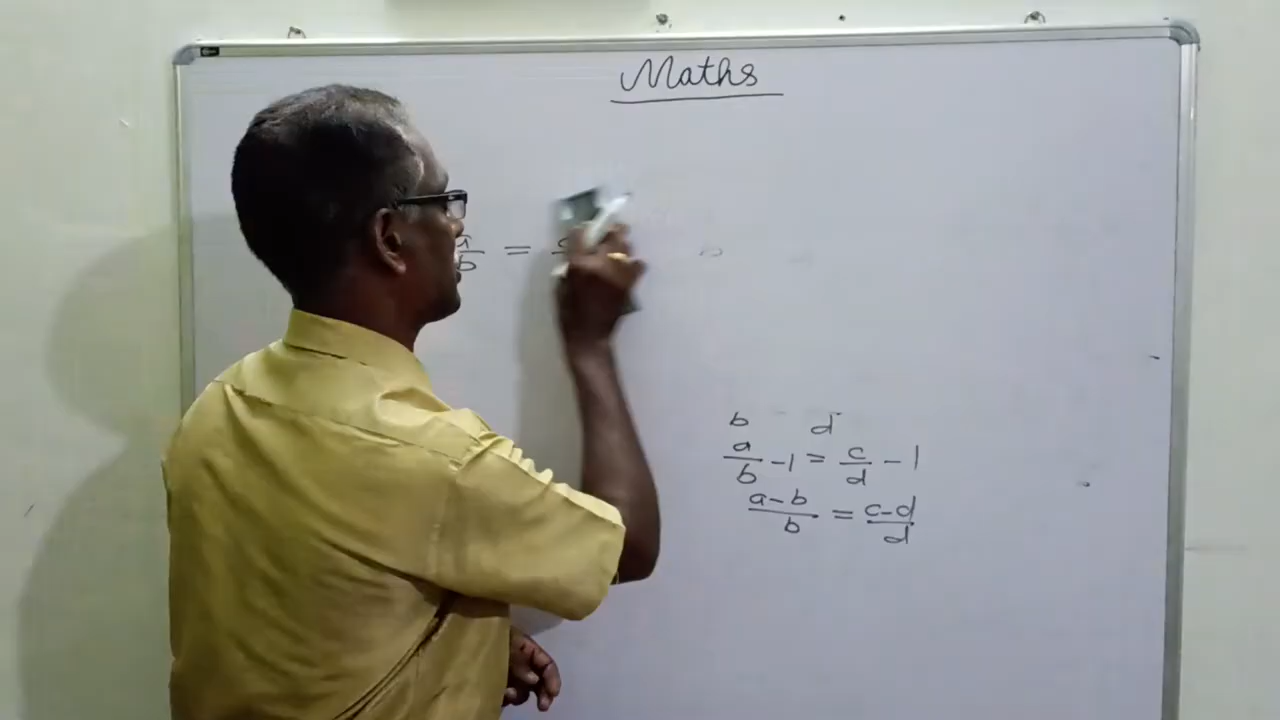 Maths
a/b =
b d
a/b - 1 = c/d - 1
a-b/b = c-d/d